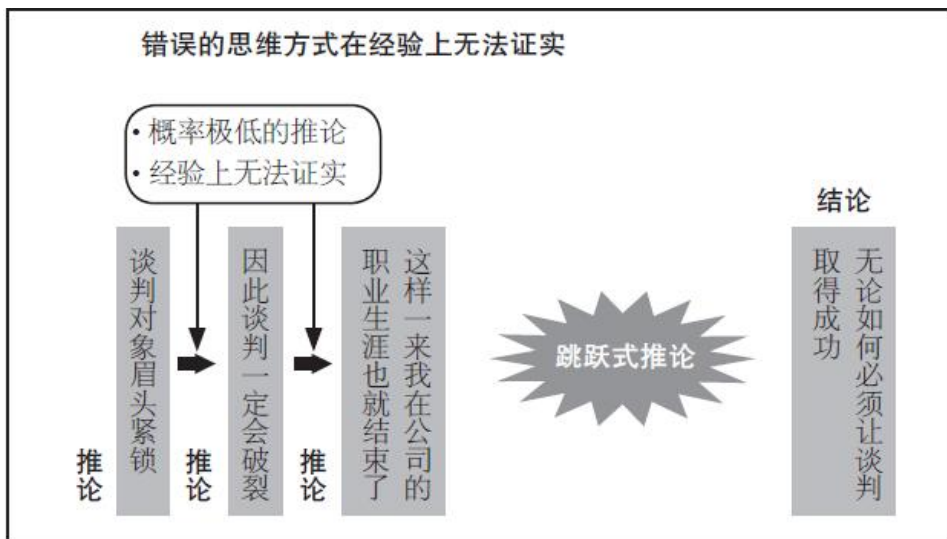 错误的思维方式在经验上无法证实
• 概率极低的推论
• 经验上无法证实
推论
谈判对象眉头紧锁
推论
因此谈判一定会破裂
推论
这样一来我在公司的
职业生涯也就结束了
跳跃式推论
结论
无论如何必须让谈判
取得成功